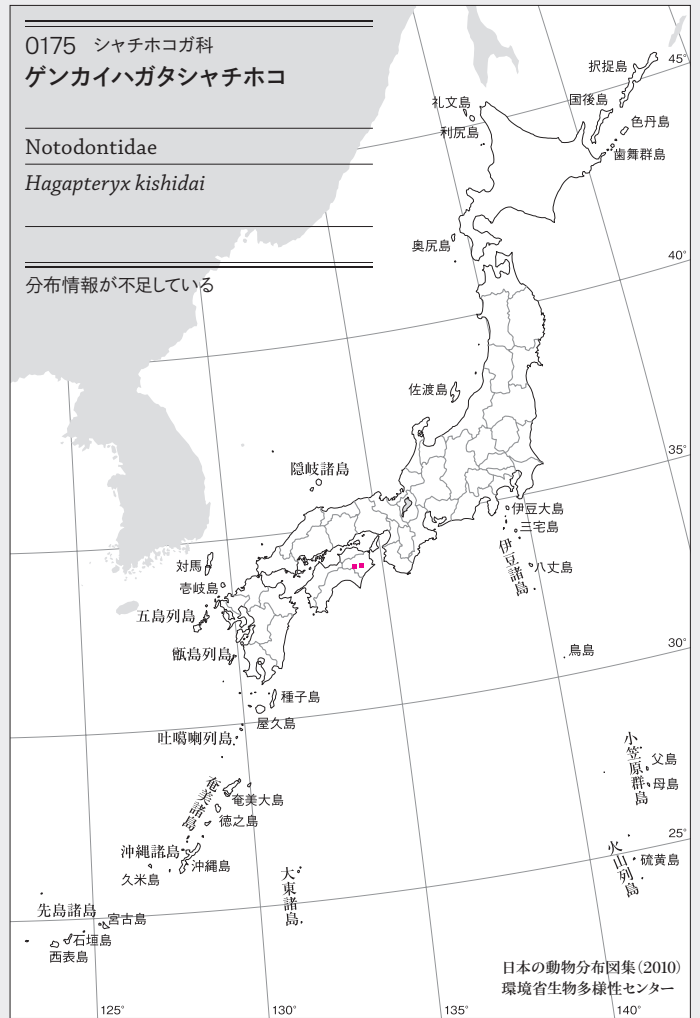 0175 シャチホコガ科
ゲンカイハガタシャチホコ
Notodontidae
Hagapteryx kishidai
分布情報が不足している
択捉島
45°
国後島
礼文島
色丹島
利尻島
歯舞群島
奥尻島
40°
佐渡島
35°
隠岐諸島
伊豆大島
三宅島
伊豆諸島
八丈島
対馬
壱岐島
五島列島
甑島列島
鳥島
30°
種子島
屋久島
吐噶喇列島
小笠原群島
父島
母島
奄美諸島
奄美大島
徳之島
25°
沖縄諸島
沖縄島
久米島
火山列島
硫黄島
大東諸島
先島諸島
宮古島
石垣島
西表島
日本の動物分布図集(2010)
環境省生物多様性センター
125°
130°
135°
140°